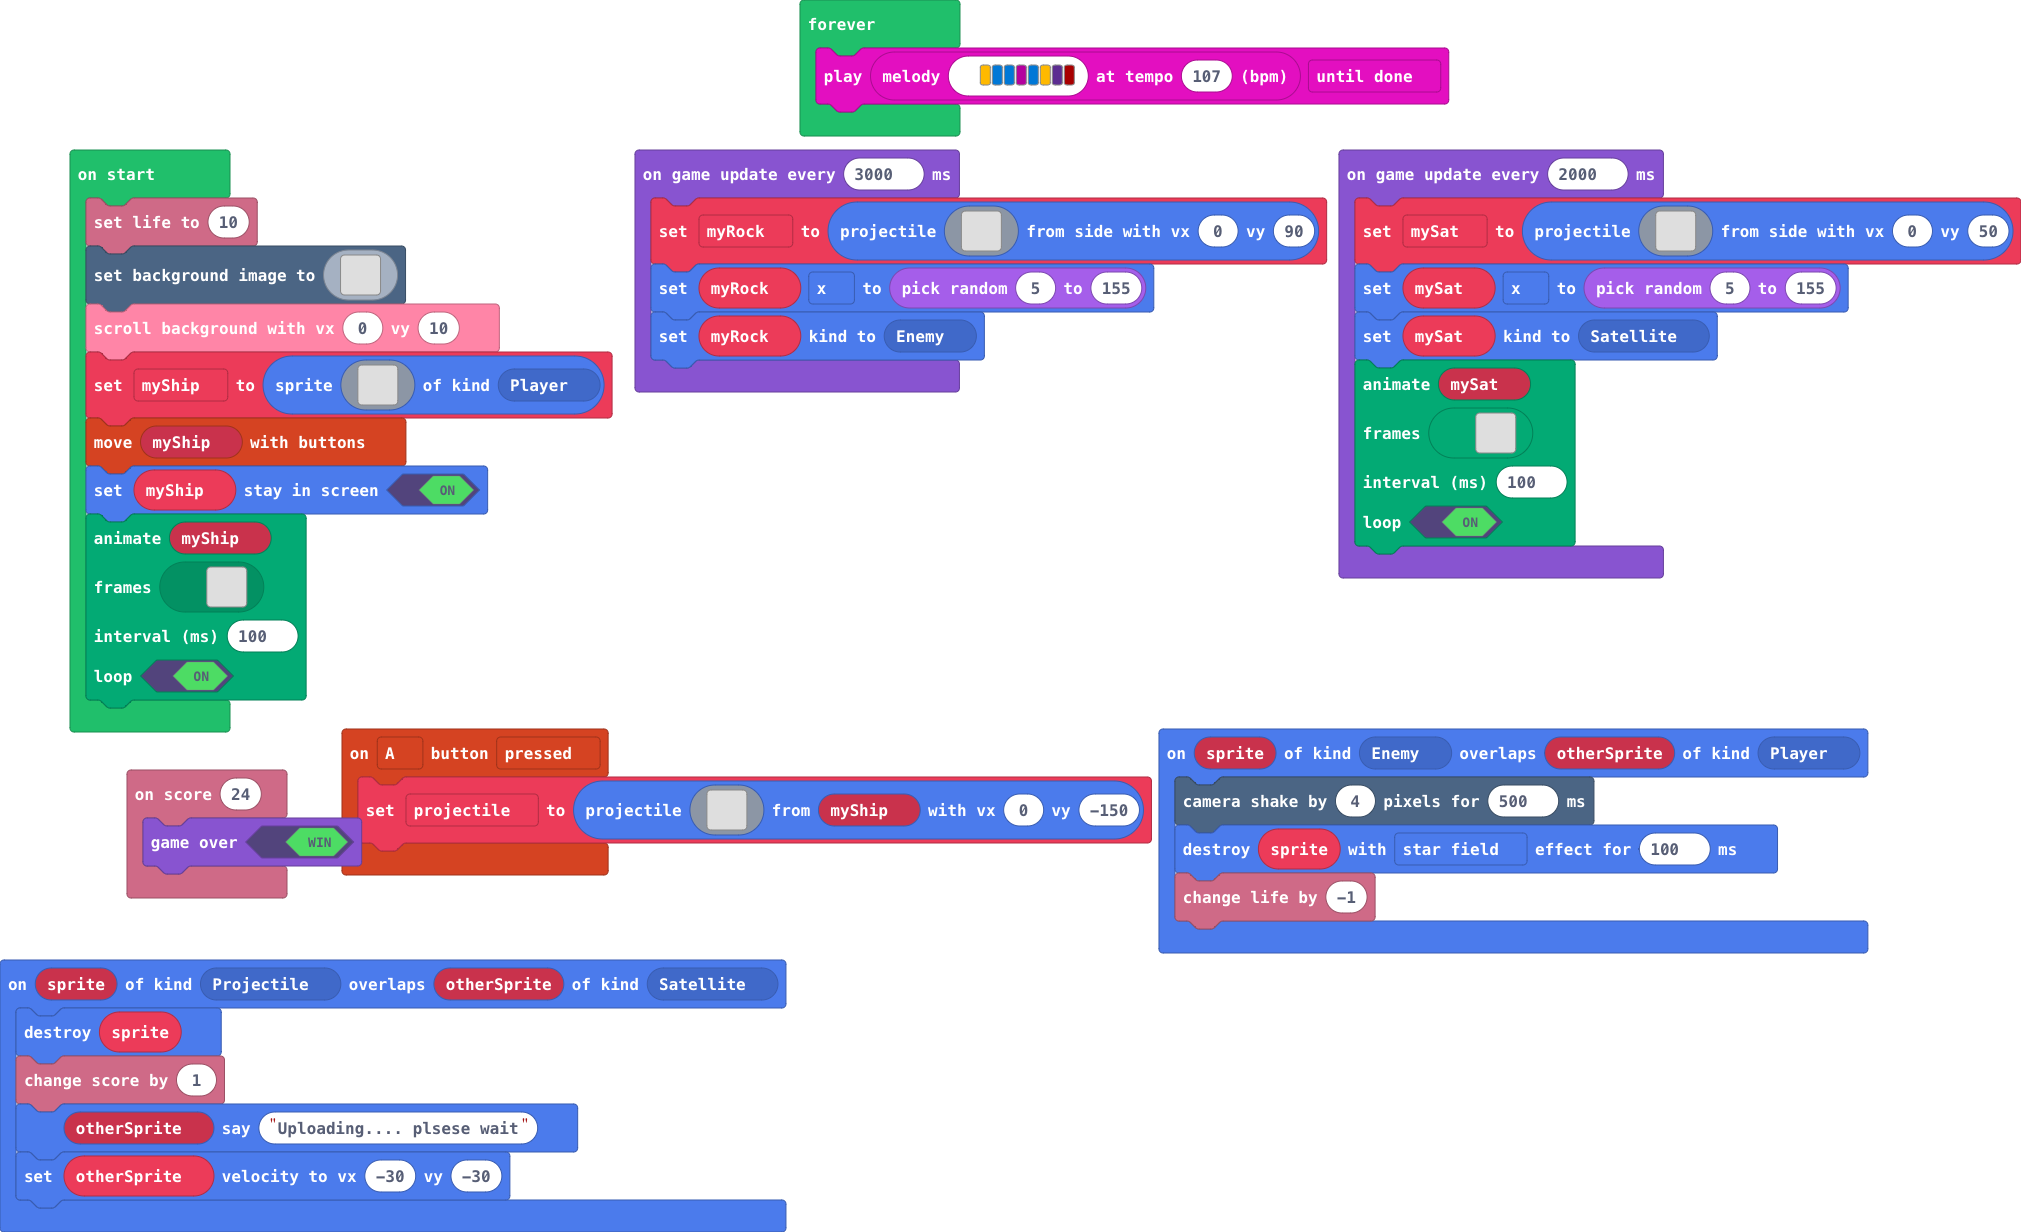 forever
play melody at tempo 107 (bpm) until done
on start
set life to 10
set background image to
scroll background with vx 0 vy 10
set myShip to sprite of kind Player
move myShip with buttons
set myShip stay in screen ON
animate myShip
frames
interval (ms) 100
loop ON
on game update every 3000 ms
set myRock to projectile from side with vx 0 vy 90
set myRock x to pick random 5 to 155
set myRock kind to Enemy
on game update every 2000 ms
set mySat to projectile from side with vx 0 vy 50
set mySat x to pick random 5 to 155
set mySat kind to Satellite
animate mySat
frames
interval (ms) 100
loop ON
on score 24
game over WIN
on A button pressed
set projectile to projectile from myShip with vx 0 vy -150
on sprite of kind Enemy overlaps otherSprite of kind Player
camera shake by 4 pixels for 500 ms
destroy sprite with star field effect for 100 ms
change life by -1
on sprite of kind Projectile overlaps otherSprite of kind Satellite
destroy sprite
change score by 1
otherSprite say "Uploading.... plsese wait"
set otherSprite velocity to vx -30 vy -30